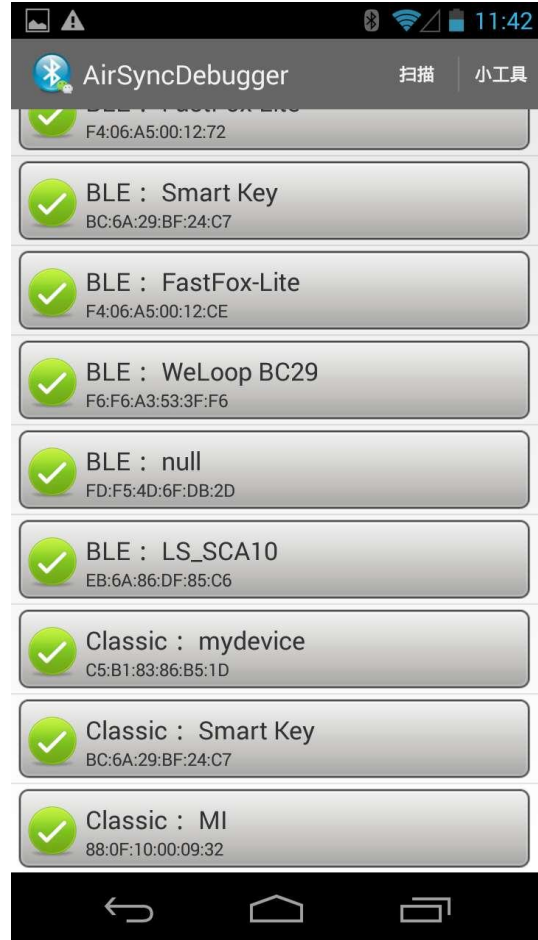 11:42
AirSyncDebugger 扫描 小工具
BLE： FastFox-Lite
F4:06:A5:00:12:72
BLE： Smart Key
BC:6A:29:BF:24:C7
BLE： FastFox-Lite
F4:06:A5:00:12:CE
BLE： WeLoop BC29
F6:F6:A3:53:3F:F6
BLE： null
FD:F5:4D:6F:DB:2D
BLE： LS_SCA10
EB:6A:86:DF:85:C6
Classic： mydevice
C5:B1:83:86:B5:1D
Classic： Smart Key
BC:6A:29:BF:24:C7
Classic： MI
88:0F:10:00:09:32